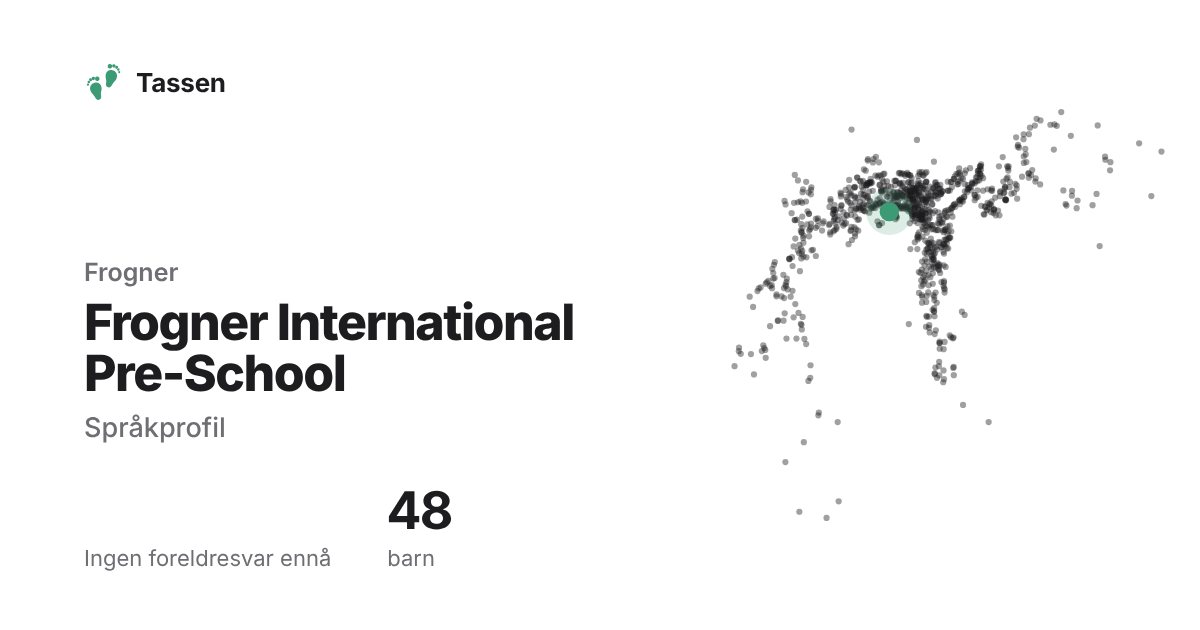 Tassen
Frogner
Frogner International
Pre-School
Språkprofil
48
Ingen foreldresvar ennå
barn